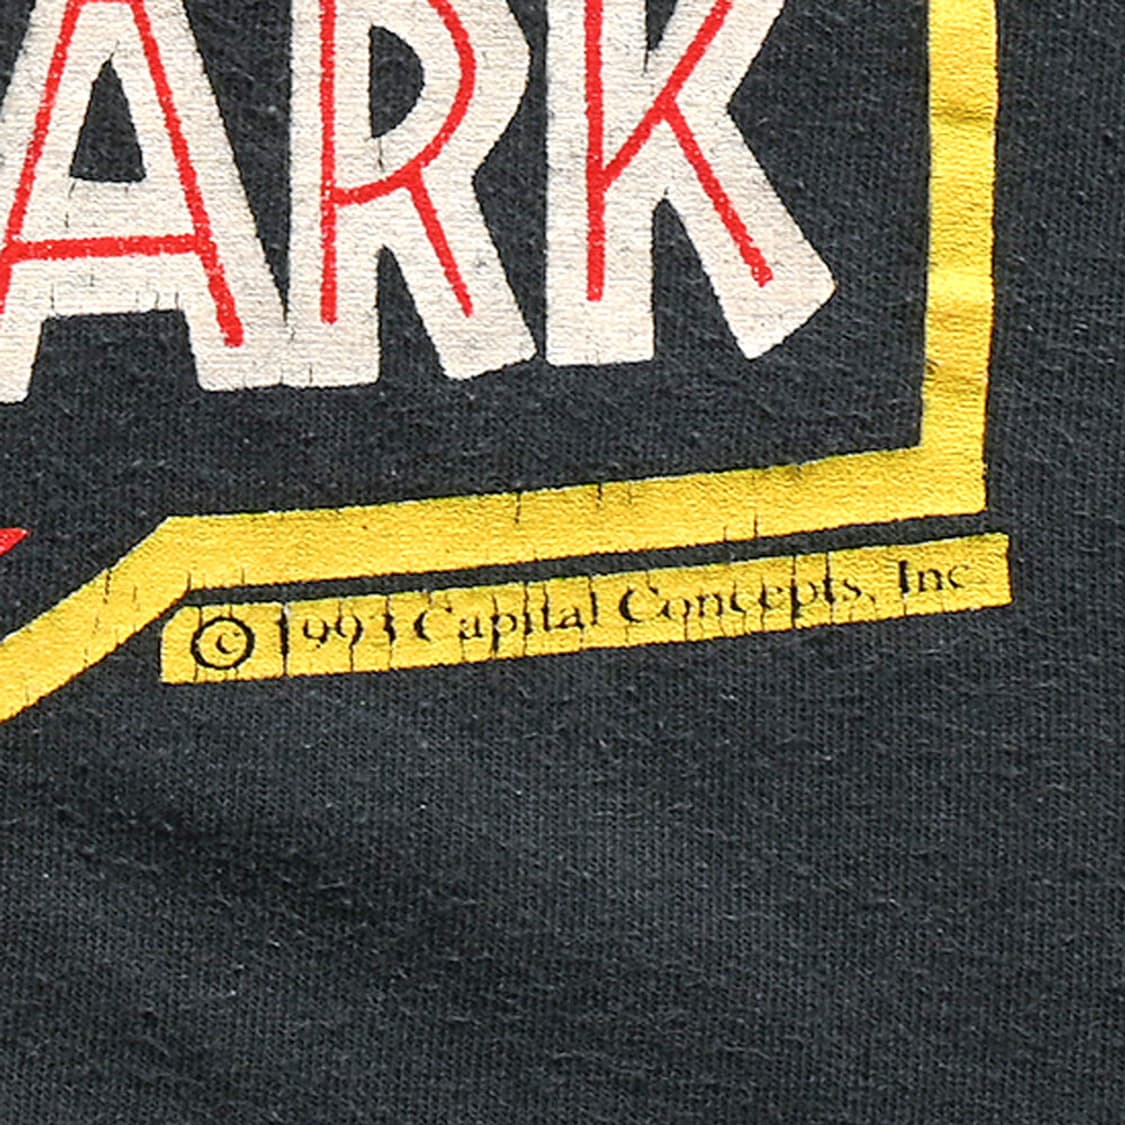 ARK
© 1993 Capital Concepts, Inc.